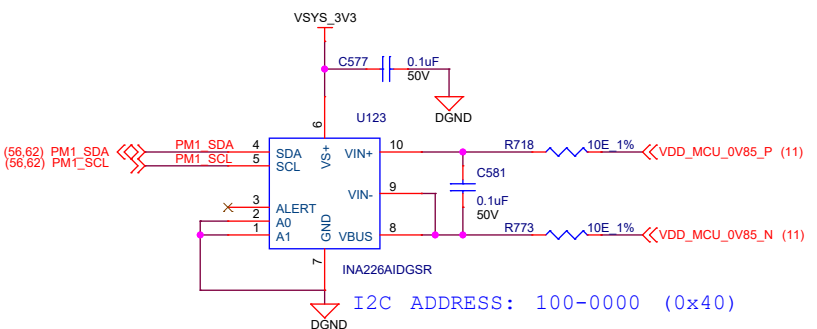 VSYS_3V3
C577 0.1uF
50V
DGND
U123
6
(56,62) PM1_SDA PM1_SDA 4 SDA VS+ VIN+ 10 R718 10E_1% VDD_MCU_0V85_P (11)
(56,62) PM1_SCL PM1_SCL 5 SCL
C581
0.1uF
50V
VIN- 9
3 ALERT
2 A0
1 A1 GND VBUS 8 R773 10E_1% VDD_MCU_0V85_N (11)
7
INA226AIDGSR
DGND
I2C ADDRESS: 100-0000 (0x40)